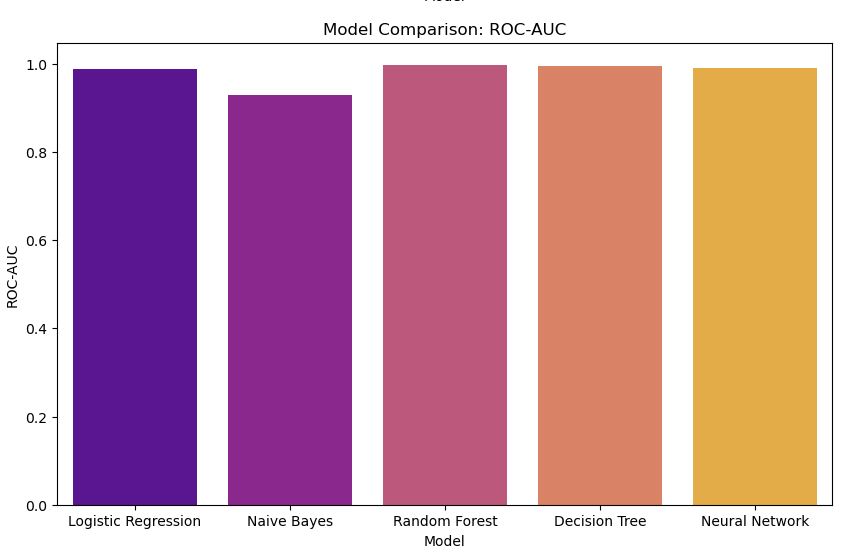 Model Comparison: ROC-AUC
1.0
0.8
0.6
0.4
0.2
0.0
ROC-AUC
Logistic Regression
Naive Bayes
Random Forest
Decision Tree
Neural Network
Model